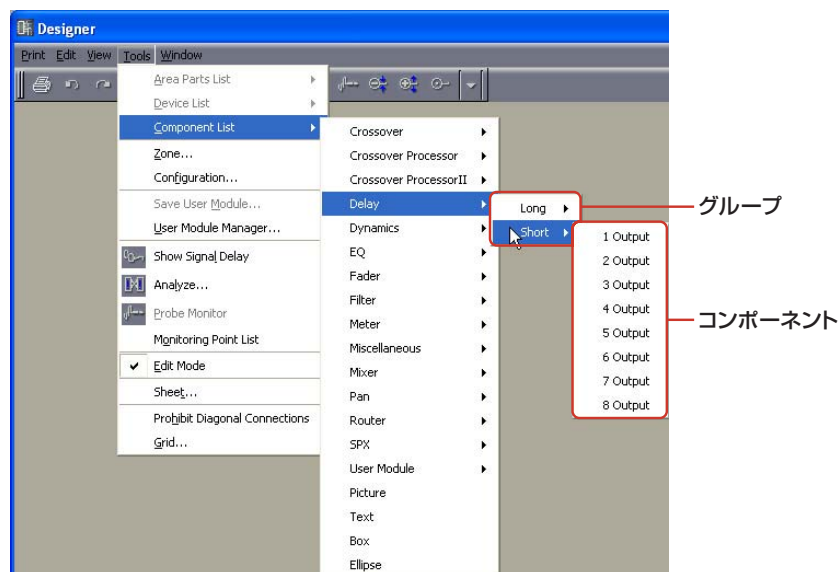 Designer
Print Edit View Tools Window
Area Parts List
Device List
Component List
Zone...
Configuration...
Save User Module...
User Module Manager...
Show Signal Delay
Analyze...
Probe Monitor
Monitoring Point List
Edit Mode
Sheet...
Prohibit Diagonal Connections
Grid...
Crossover
Crossover Processor
Crossover ProcessorII
Delay
Dynamics
EQ
Fader
Filter
Meter
Miscellaneous
Mixer
Pan
Router
SPX
User Module
Picture
Text
Box
Ellipse
Long
Short
グループ
1 Output
2 Output
3 Output
4 Output
5 Output
6 Output
7 Output
8 Output
コンポーネント